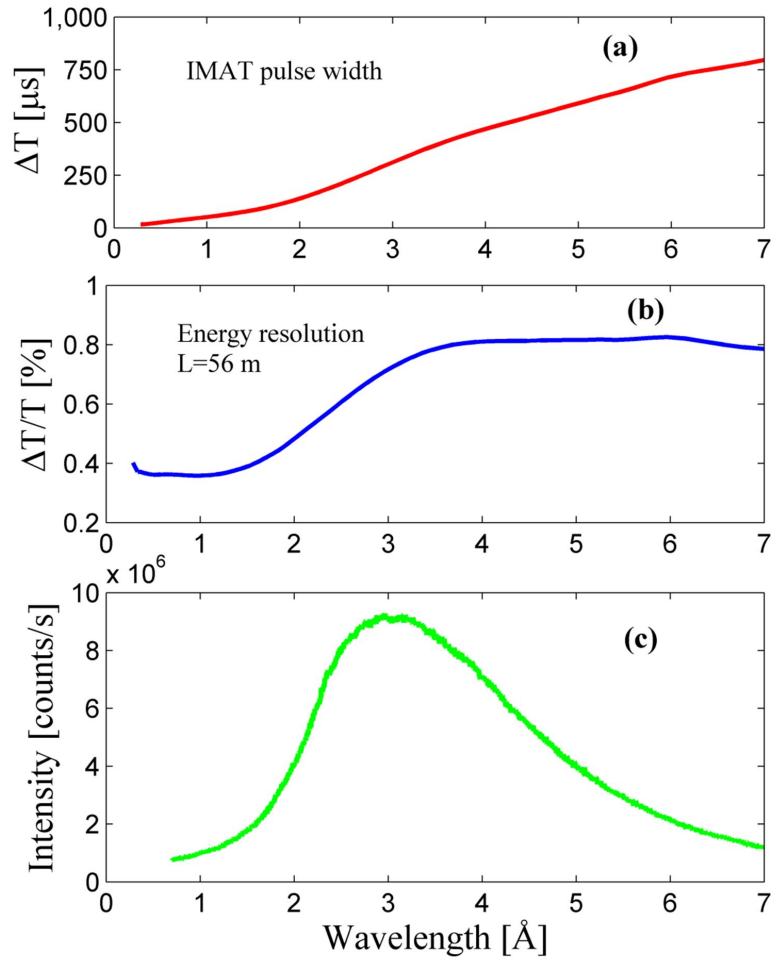 1,000
750
500
250
0
ΔT [µs]
IMAT pulse width
(a)
0 1 2 3 4 5 6 7
1
0.8
0.6
0.4
0.2
ΔT/T [%]
Energy resolution
L=56 m
(b)
0 1 2 3 4 5 6 7
x 10⁶
10
8
6
4
2
0
Intensity [counts/s]
(c)
0 1 2 3 4 5 6 7
Wavelength [Å]